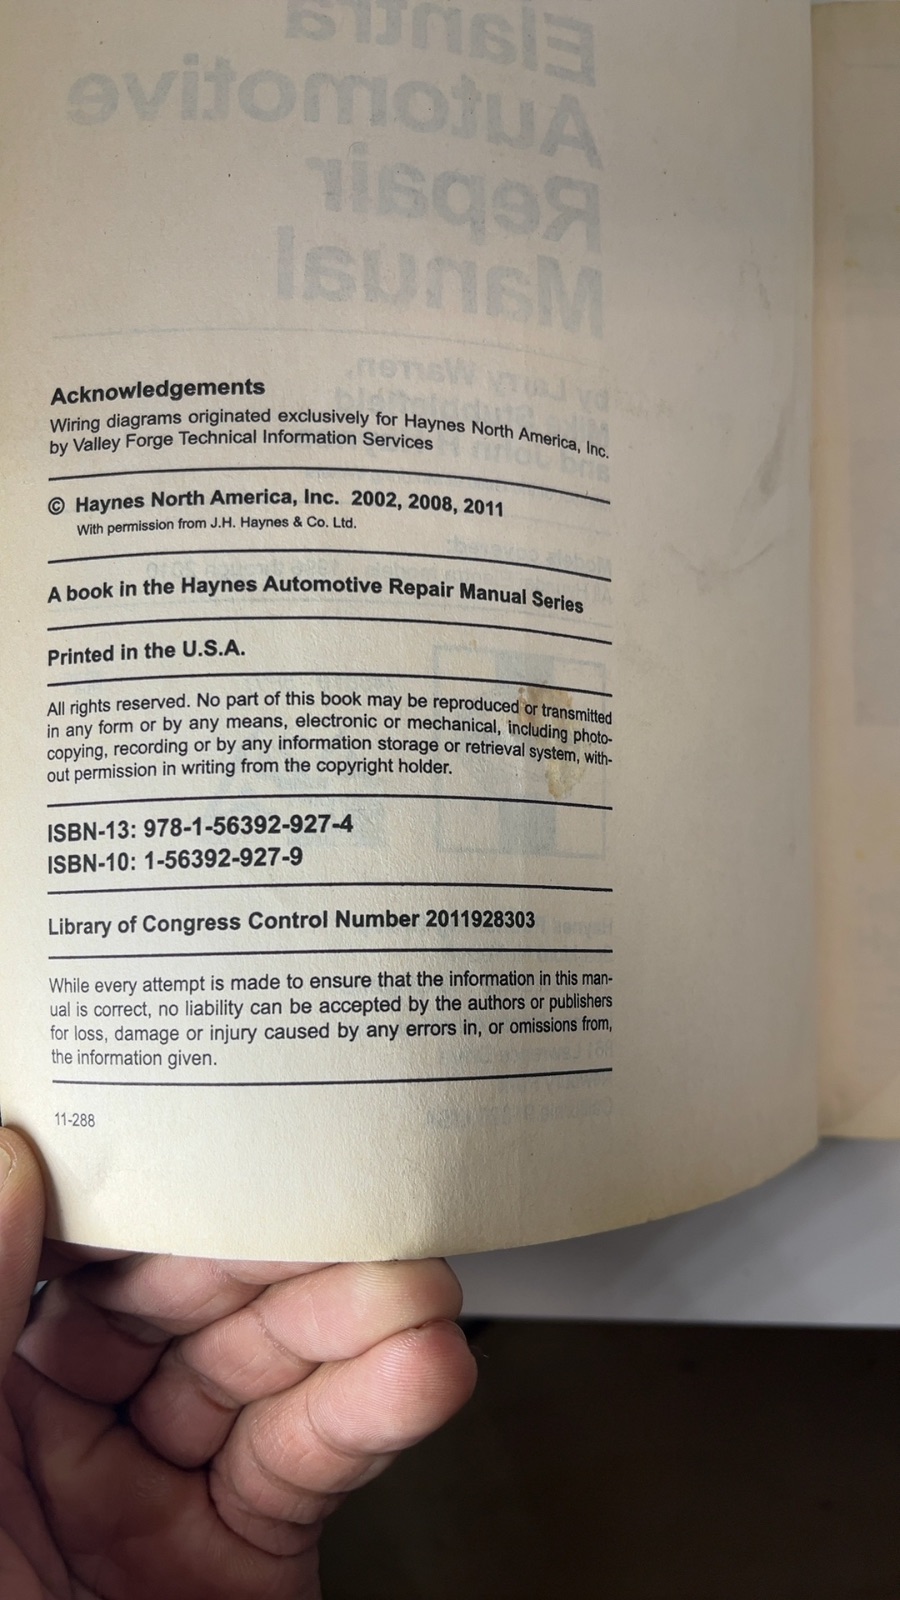 Elantra
Automotive
Repair
Manual
by Larry Warren,
Acknowledgements
Wiring diagrams originated exclusively for Haynes North America, Inc.
by Valley Forge Technical Information Services
© Haynes North America, Inc. 2002, 2008, 2011
With permission from J.H. Haynes & Co. Ltd.
A book in the Haynes Automotive Repair Manual Series
Printed in the U.S.A.
All rights reserved. No part of this book may be reproduced or transmitted
in any form or by any means, electronic or mechanical, including photo-
copying, recording or by any information storage or retrieval system, with-
out permission in writing from the copyright holder.
ISBN-13: 978-1-56392-927-4
ISBN-10: 1-56392-927-9
Library of Congress Control Number 2011928303
While every attempt is made to ensure that the information in this man-
ual is correct, no liability can be accepted by the authors or publishers
for loss, damage or injury caused by any errors in, or omissions from,
the information given.
11-288